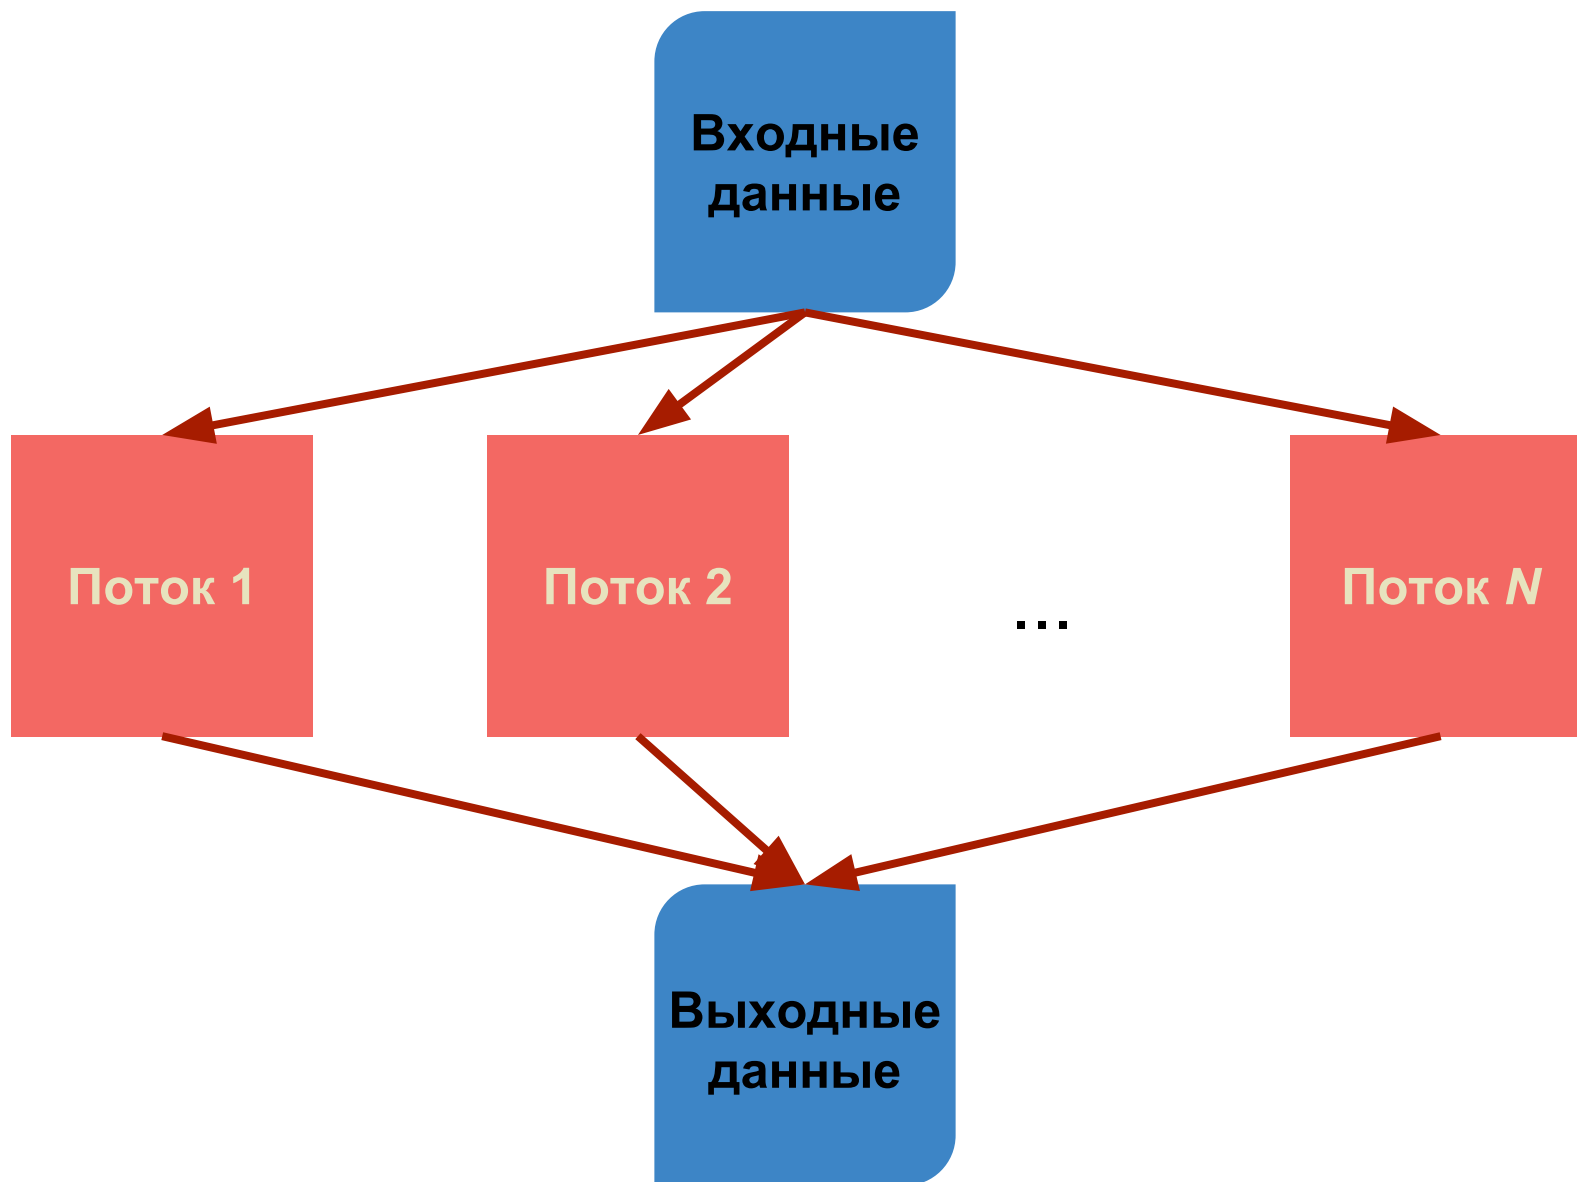 Входные
данные
Поток 1
Поток 2
...
Поток N
Выходные
данные